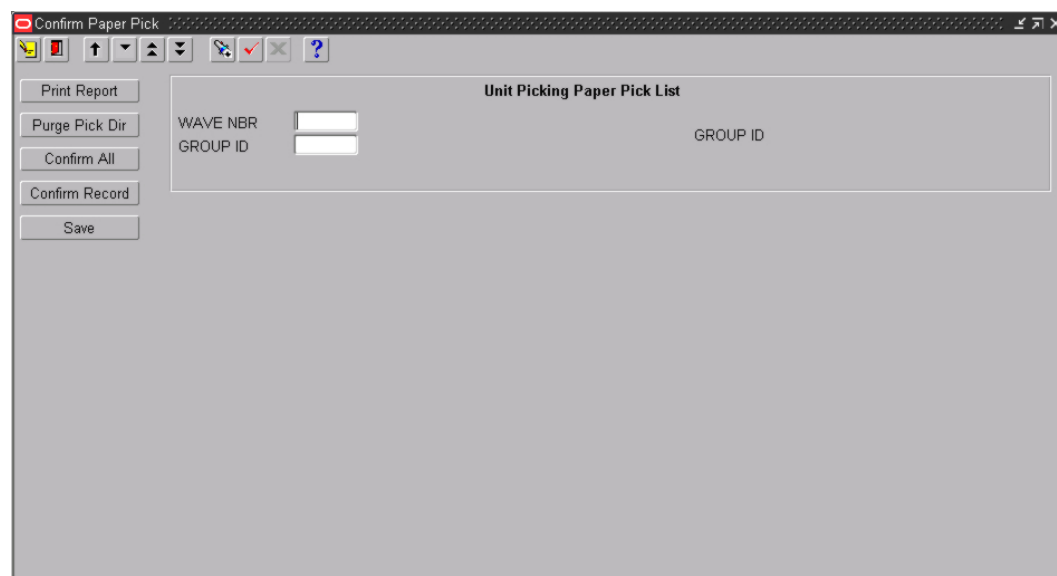 Confirm Paper Pick
?
Print Report
Purge Pick Dir
Confirm All
Confirm Record
Save
Unit Picking Paper Pick List
WAVE NBR
GROUP ID
GROUP ID